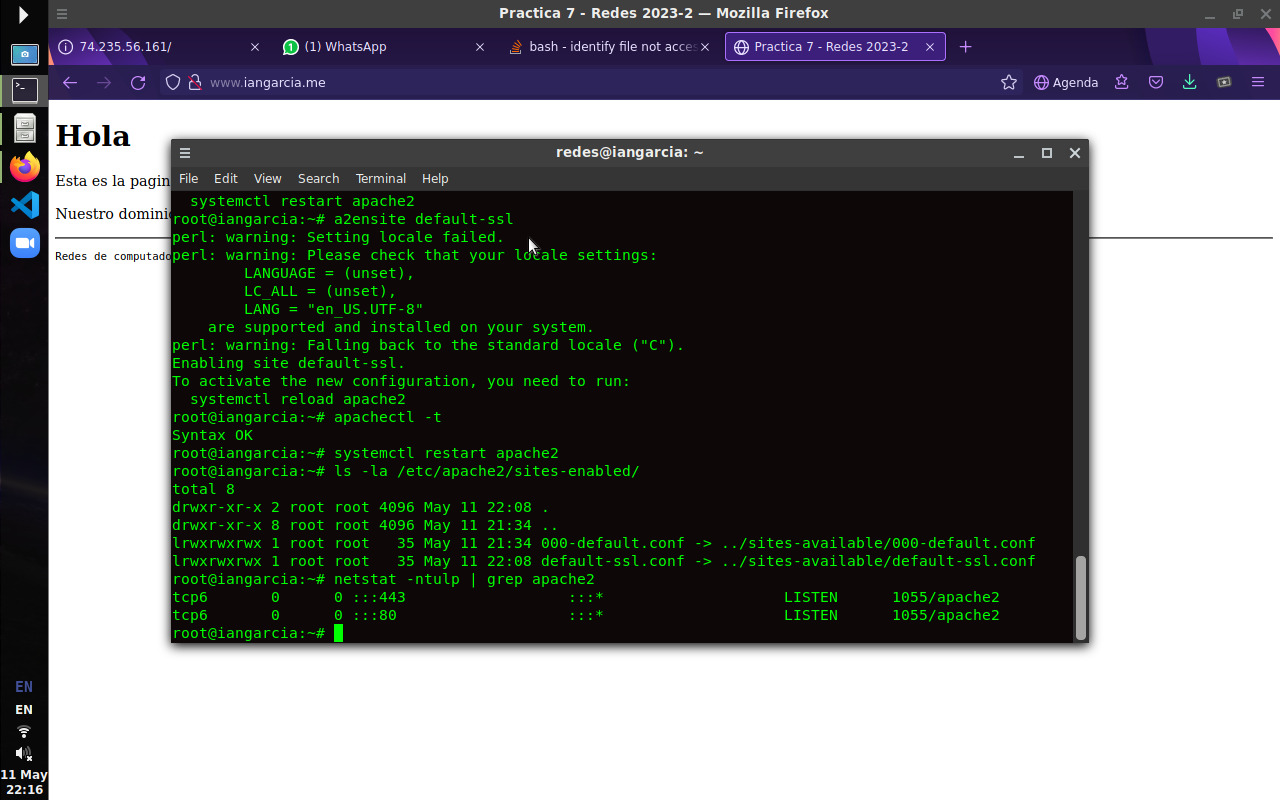 Practica 7 - Redes 2023-2 — Mozilla Firefox
74.235.56.161/
(1) WhatsApp
bash - identify file not acces
Practica 7 - Redes 2023-2
www.iangarcia.me
Agenda
Hola
Esta es la pagin
Nuestro domini
Redes de computado
redes@iangarcia: ~
File Edit View Search Terminal Help
  systemctl restart apache2
root@iangarcia:~# a2ensite default-ssl
perl: warning: Setting locale failed.
perl: warning: Please check that your locale settings:
        LANGUAGE = (unset),
        LC_ALL = (unset),
        LANG = "en_US.UTF-8"
    are supported and installed on your system.
perl: warning: Falling back to the standard locale ("C").
Enabling site default-ssl.
To activate the new configuration, you need to run:
  systemctl reload apache2
root@iangarcia:~# apachectl -t
Syntax OK
root@iangarcia:~# systemctl restart apache2
root@iangarcia:~# ls -la /etc/apache2/sites-enabled/
total 8
drwxr-xr-x 2 root root 4096 May 11 22:08 .
drwxr-xr-x 8 root root 4096 May 11 21:34 ..
lrwxrwxrwx 1 root root   35 May 11 21:34 000-default.conf -> ../sites-available/000-default.conf
lrwxrwxrwx 1 root root   35 May 11 22:08 default-ssl.conf -> ../sites-available/default-ssl.conf
root@iangarcia:~# netstat -ntulp | grep apache2
tcp6       0      0 :::443                  :::*                    LISTEN      1055/apache2
tcp6       0      0 :::80                   :::*                    LISTEN      1055/apache2
root@iangarcia:~#
EN
EN
11 May
22:16